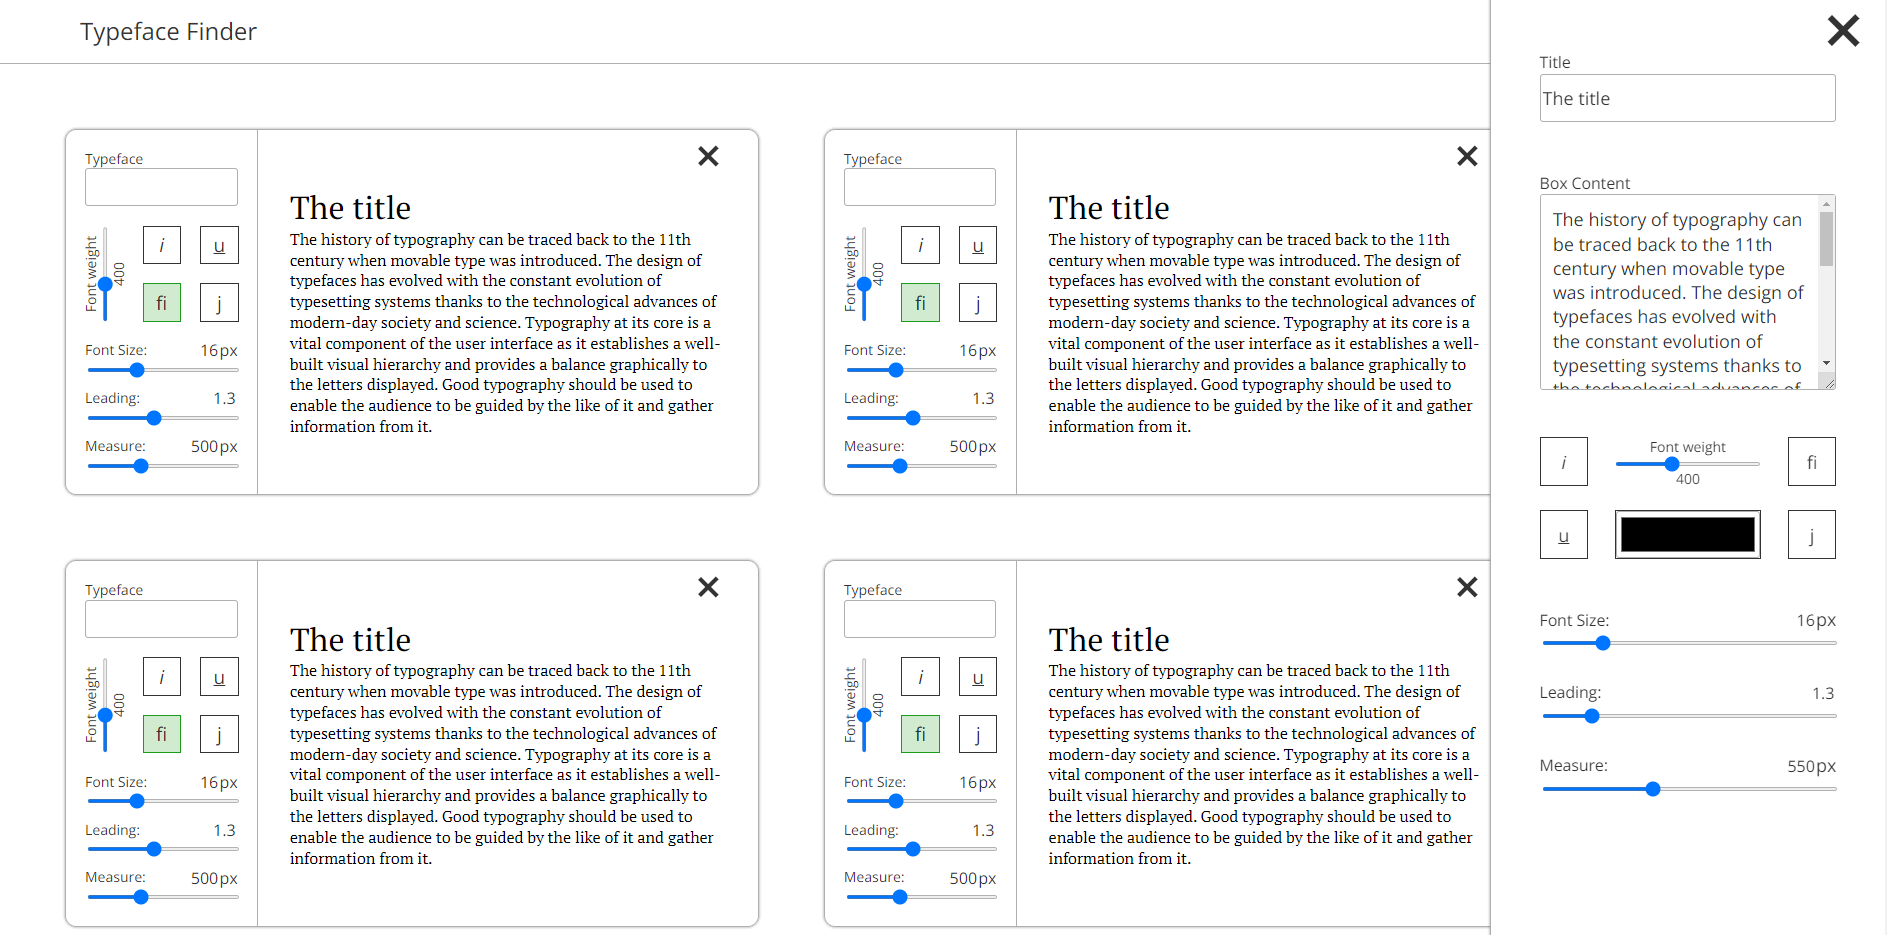 Typeface Finder
Typeface
i
u
Font weight
400
fi
j
Font Size:
16px
Leading:
1.3
Measure:
500px
The title
The history of typography can be traced back to the 11th
century when movable type was introduced. The design of
typefaces has evolved with the constant evolution of
typesetting systems thanks to the technological advances of
modern-day society and science. Typography at its core is a
vital component of the user interface as it establishes a well-
built visual hierarchy and provides a balance graphically to
the letters displayed. Good typography should be used to
enable the audience to be guided by the like of it and gather
information from it.
Typeface
i
u
Font weight
400
fi
j
Font Size:
16px
Leading:
1.3
Measure:
500px
The title
The history of typography can be traced back to the 11th
century when movable type was introduced. The design of
typefaces has evolved with the constant evolution of
typesetting systems thanks to the technological advances of
modern-day society and science. Typography at its core is a
vital component of the user interface as it establishes a well-
built visual hierarchy and provides a balance graphically to
the letters displayed. Good typography should be used to
enable the audience to be guided by the like of it and gather
information from it.
Typeface
i
u
Font weight
400
fi
j
Font Size:
16px
Leading:
1.3
Measure:
500px
The title
The history of typography can be traced back to the 11th
century when movable type was introduced. The design of
typefaces has evolved with the constant evolution of
typesetting systems thanks to the technological advances of
modern-day society and science. Typography at its core is a
vital component of the user interface as it establishes a well-
built visual hierarchy and provides a balance graphically to
the letters displayed. Good typography should be used to
enable the audience to be guided by the like of it and gather
information from it.
Typeface
i
u
Font weight
400
fi
j
Font Size:
16px
Leading:
1.3
Measure:
500px
The title
The history of typography can be traced back to the 11th
century when movable type was introduced. The design of
typefaces has evolved with the constant evolution of
typesetting systems thanks to the technological advances of
modern-day society and science. Typography at its core is a
vital component of the user interface as it establishes a well-
built visual hierarchy and provides a balance graphically to
the letters displayed. Good typography should be used to
enable the audience to be guided by the like of it and gather
information from it.
Title
The title
Box Content
The history of typography can
be traced back to the 11th
century when movable type
was introduced. The design of
typefaces has evolved with
the constant evolution of
typesetting systems thanks to
the technological advances of
i
Font weight
400
fi
u
j
Font Size:
16px
Leading:
1.3
Measure:
550px